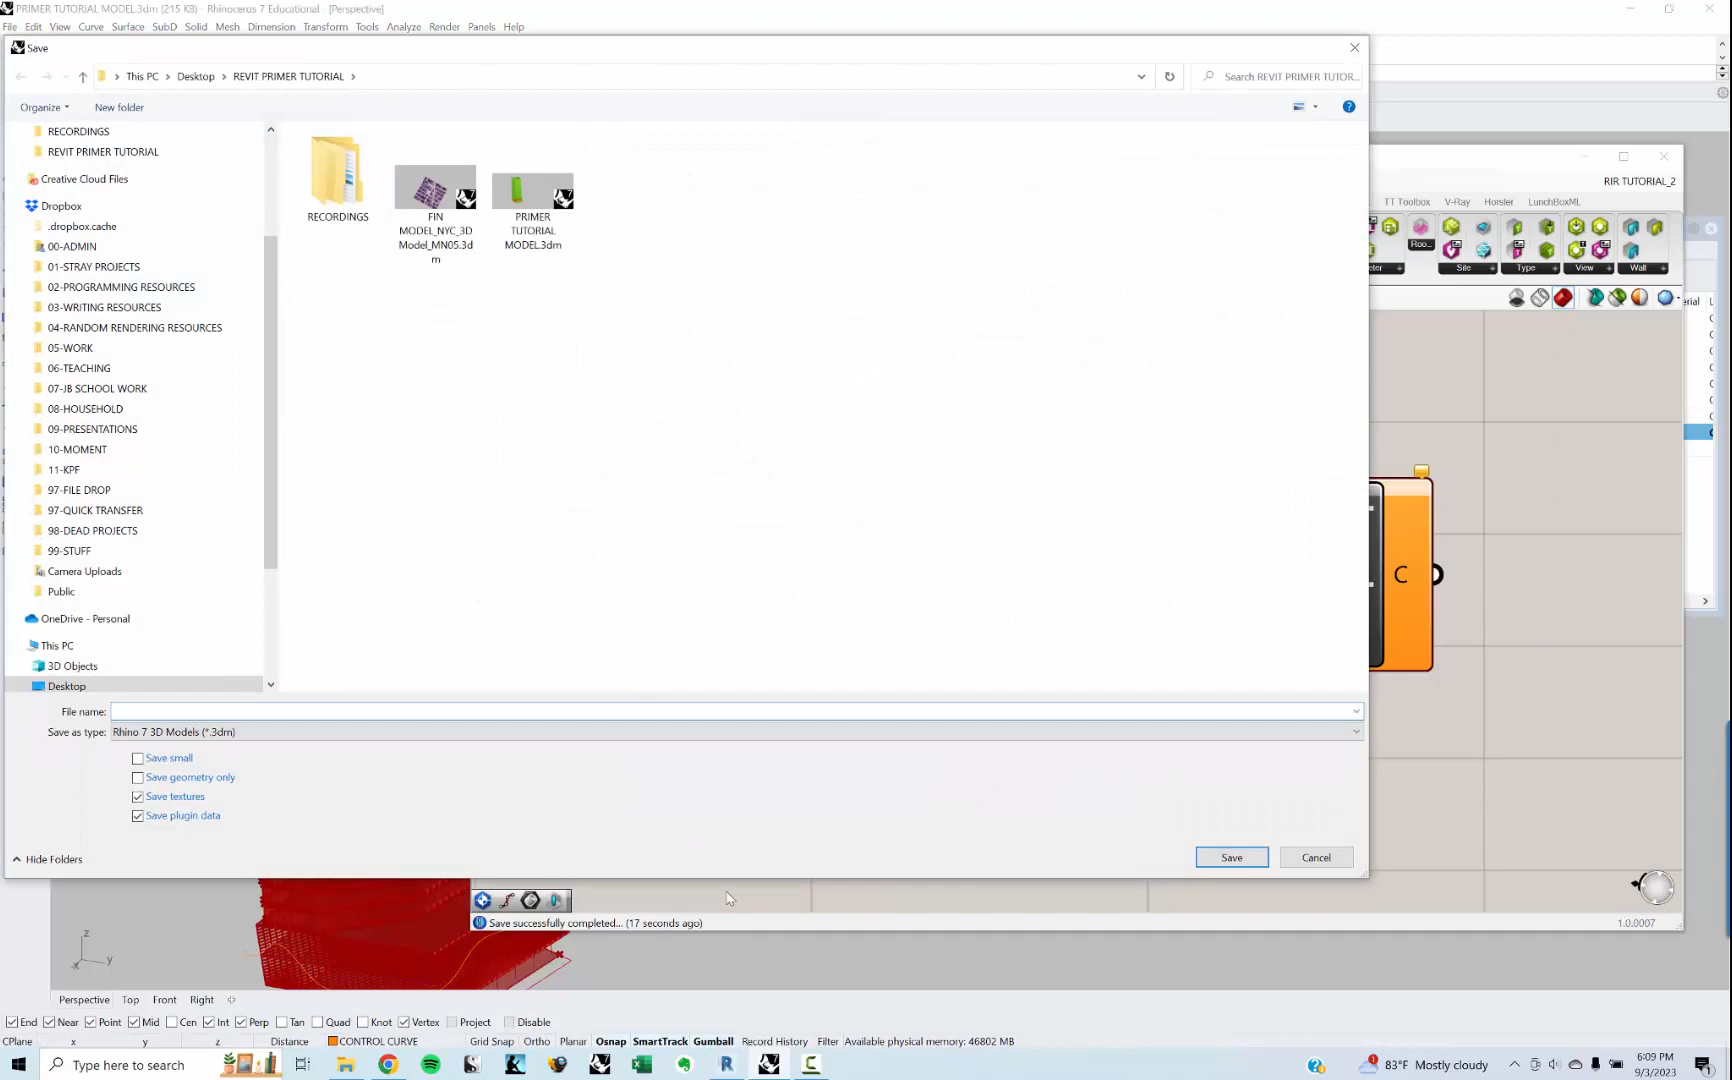 PRIMER TUTORIAL MODEL.3dm (215 KB) - Rhinoceros 7 Educational - [Perspective]
File Edit View Curve Surface SubD Solid Mesh Dimension Transform Tools Analyze Render Panels Help
Save
This PC > Desktop > REVIT PRIMER TUTORIAL >
Search REVIT PRIMER TUTOR...
Organize
New folder
RECORDINGS
REVIT PRIMER TUTORIAL
Creative Cloud Files
Dropbox
.dropbox.cache
00-ADMIN
01-STRAY PROJECTS
02-PROGRAMMING RESOURCES
03-WRITING RESOURCES
04-RANDOM RENDERING RESOURCES
05-WORK
06-TEACHING
07-JB SCHOOL WORK
08-HOUSEHOLD
09-PRESENTATIONS
10-MOMENT
11-KPF
97-FILE DROP
97-QUICK TRANSFER
98-DEAD PROJECTS
99-STUFF
Camera Uploads
Public
OneDrive - Personal
This PC
3D Objects
Desktop
RECORDINGS
FIN
MODEL_NYC_3D
Model_MN05.3d
m
PRIMER
TUTORIAL
MODEL.3dm
RIR TUTORIAL_2
TT Toolbox V-Ray Horster LunchBoxML
Roo...
ter Site Type View Wall
erial
C
File name:
Save as type: Rhino 7 3D Models (*.3dm)
Save small
Save geometry only
Save textures
Save plugin data
Hide Folders
Save
Cancel
Save successfully completed... (17 seconds ago)
1.0.0007
z
y
x
Perspective Top Front Right
End Near Point Mid Cen Int Perp Tan Quad Knot Vertex Project Disable
CPlane x y z Distance CONTROL CURVE Grid Snap Ortho Planar Osnap SmartTrack Gumball Record History Filter Available physical memory: 46802 MB
Type here to search
83°F Mostly cloudy
6:09 PM
9/3/2023